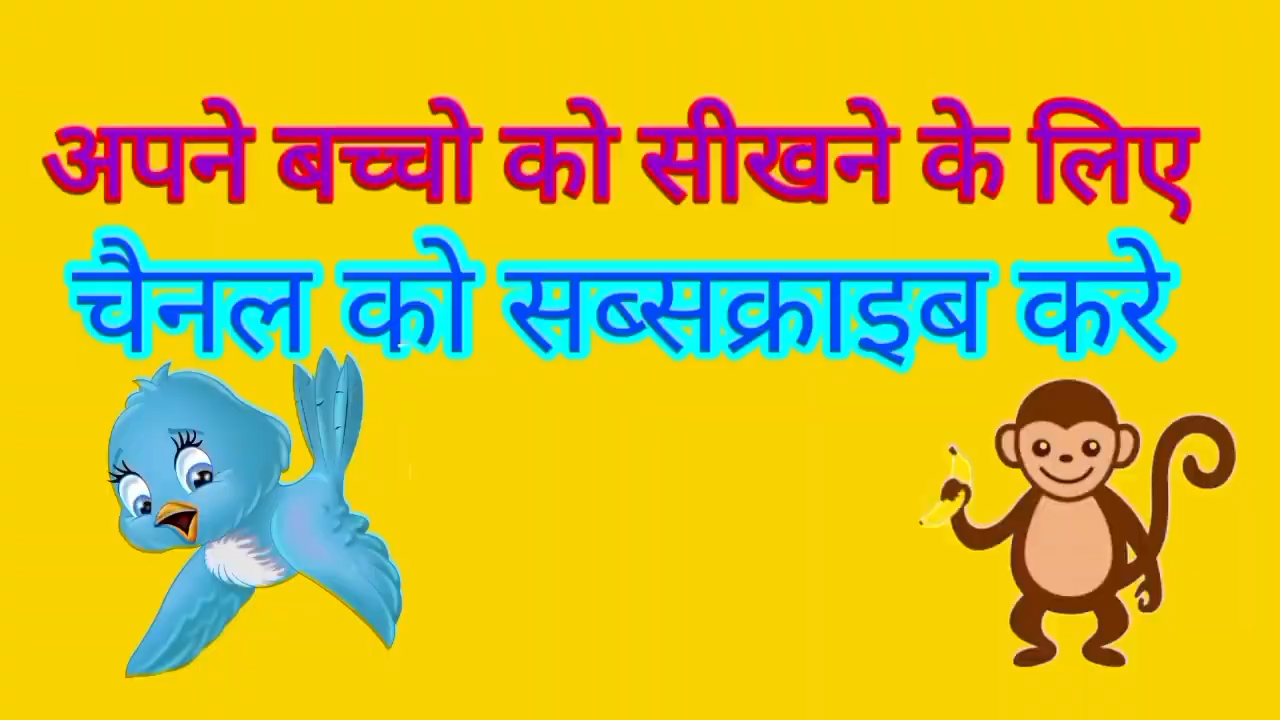 अपने बच्चो को सीखने के लिए
चैनल को सब्सक्राइब करे